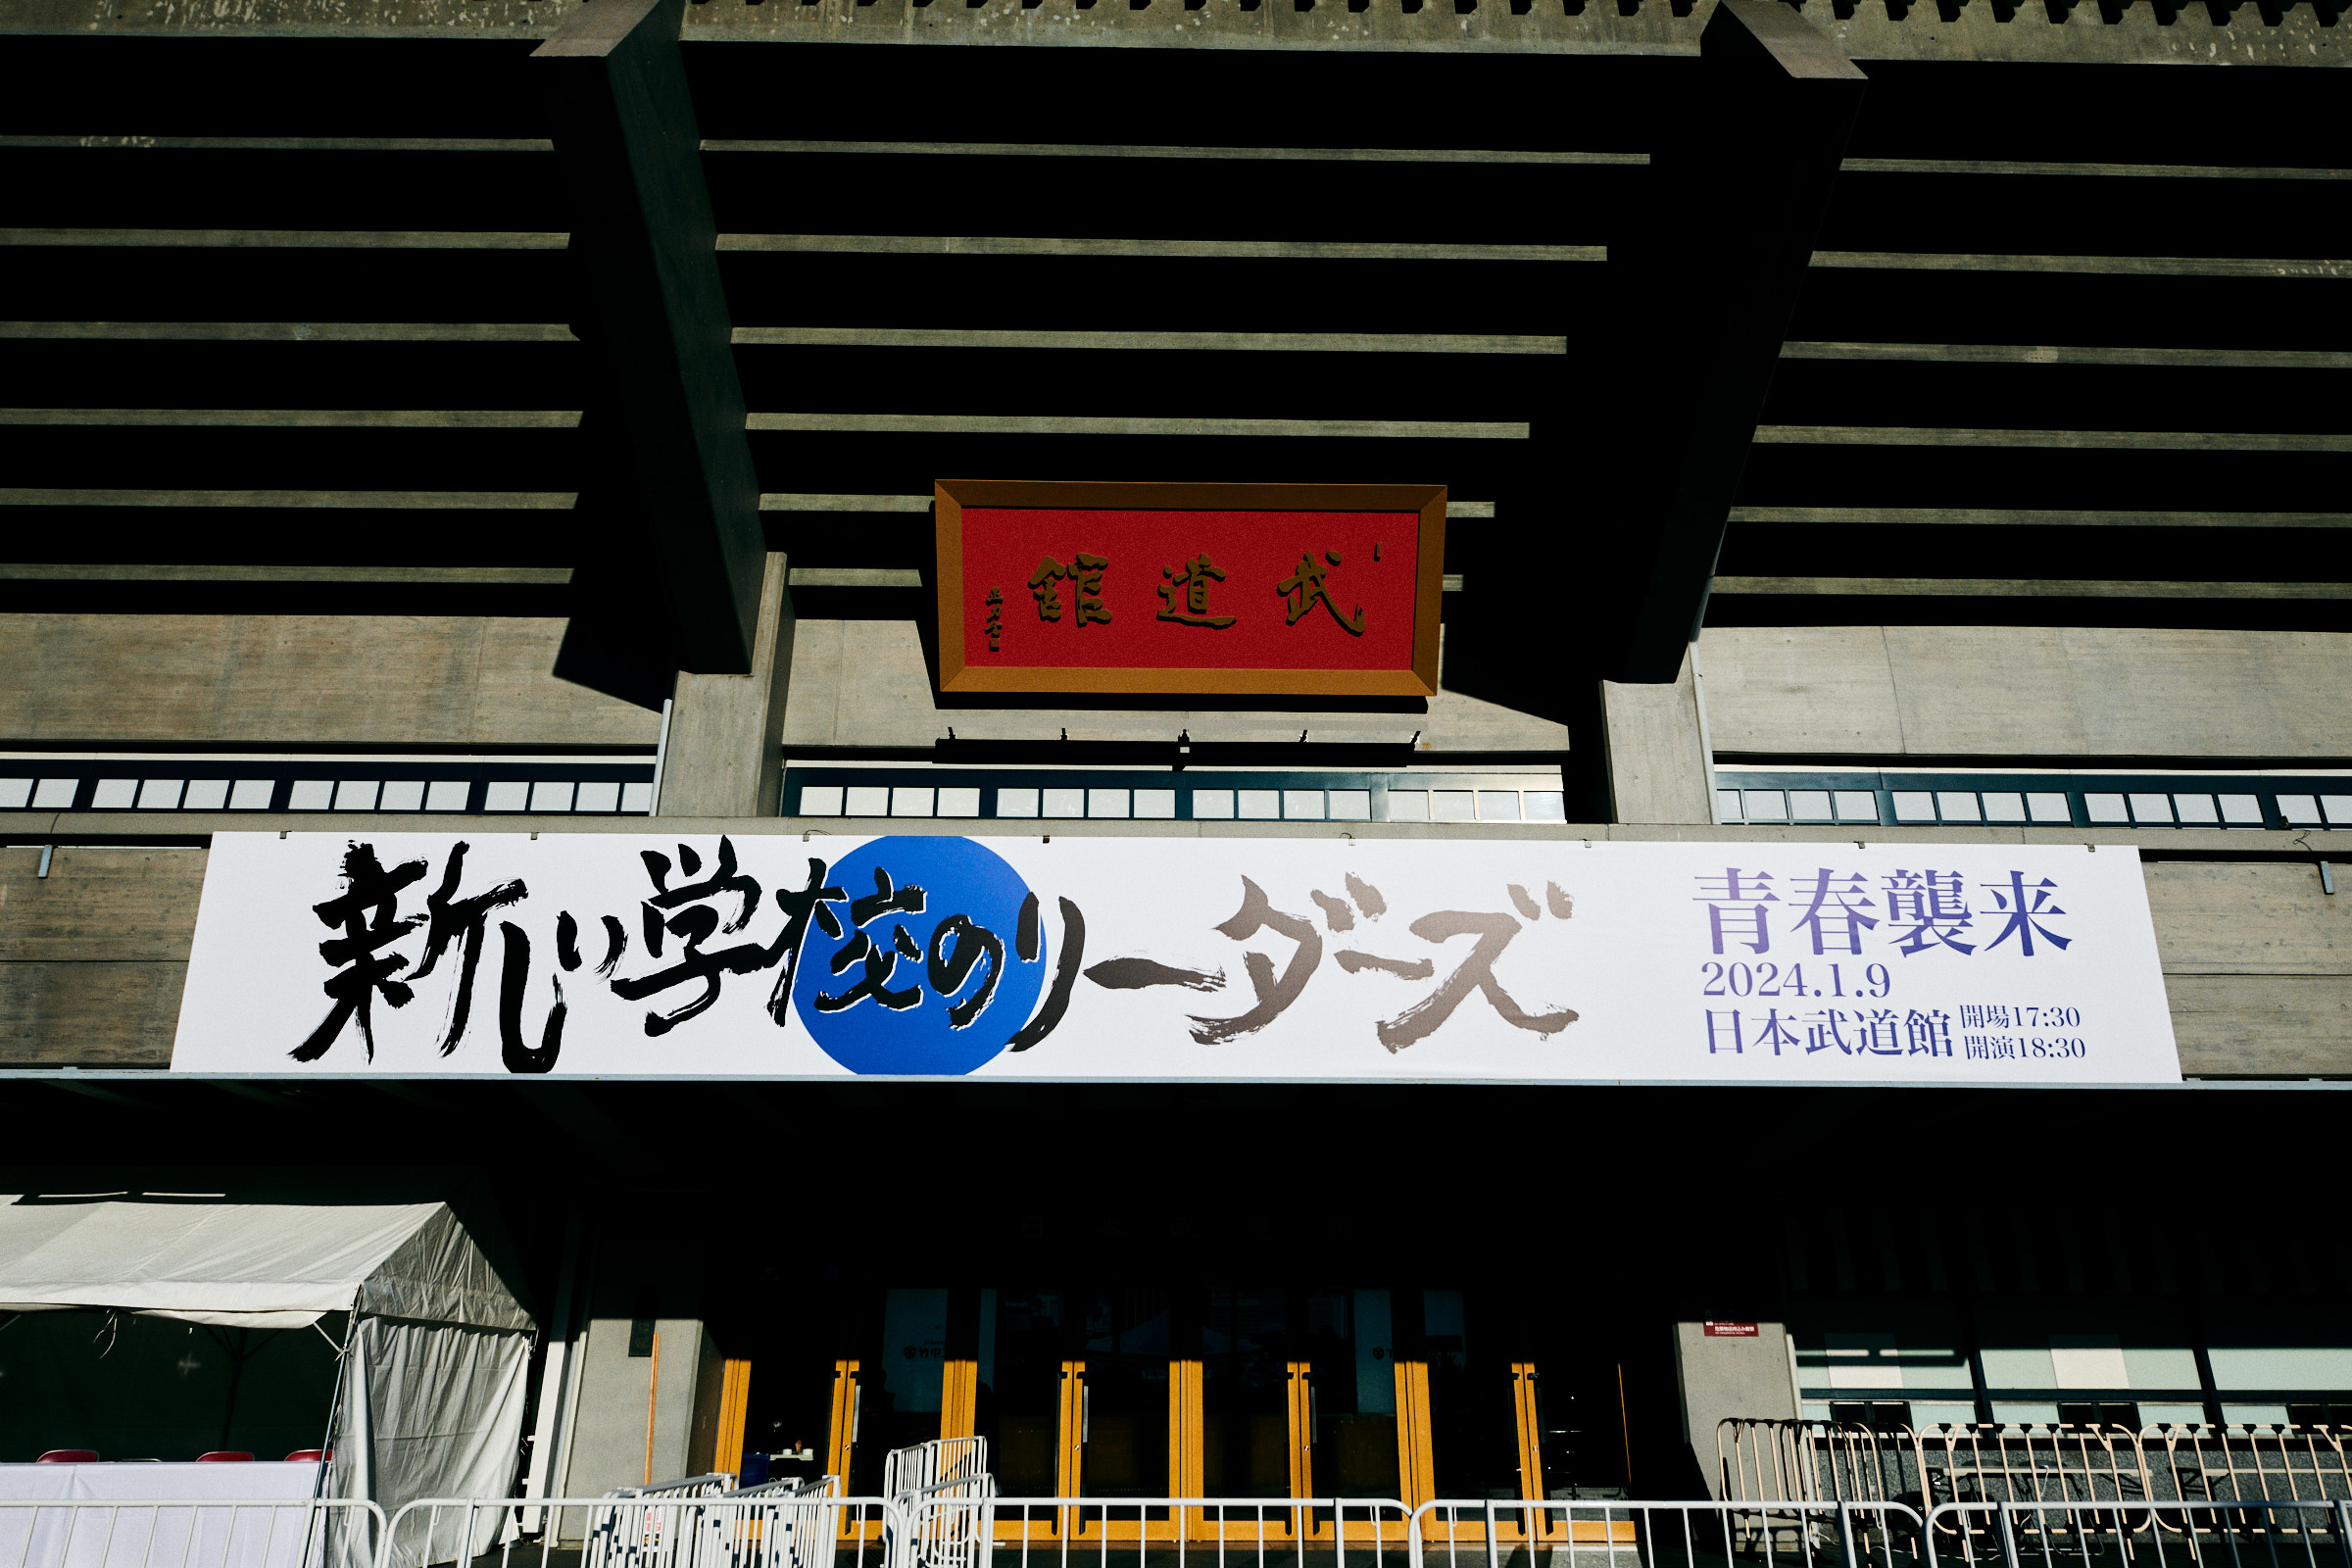 武道館
新しい学校のリーダーズ
青春襲来
2024.1.9
日本武道館
開場17:30
開演18:30